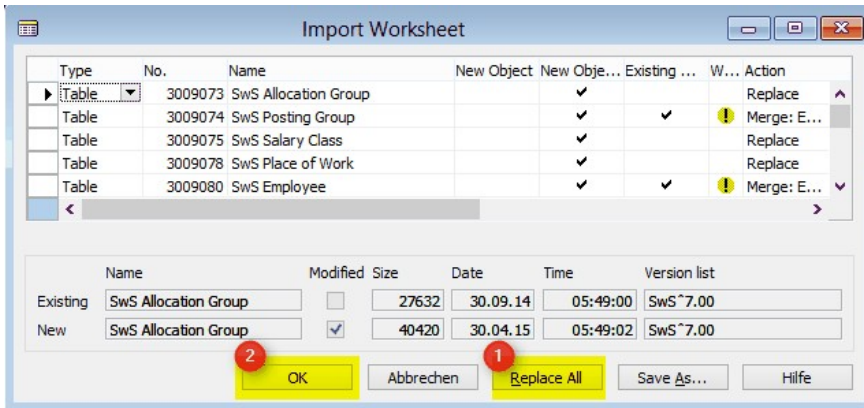 Import Worksheet
Type No. Name New Object New Obje... Existing ... W... Action
Table 3009073 SwS Allocation Group Replace
Table 3009074 SwS Posting Group Merge: E...
Table 3009075 SwS Salary Class Replace
Table 3009078 SwS Place of Work Replace
Table 3009080 SwS Employee Merge: E...
Name Modified Size Date Time Version list
Existing SwS Allocation Group 27632 30.09.14 05:49:00 SwS^7.00
New SwS Allocation Group 40420 30.04.15 05:49:02 SwS^7.00
2 1
OK Abbrechen Replace All Save As... Hilfe